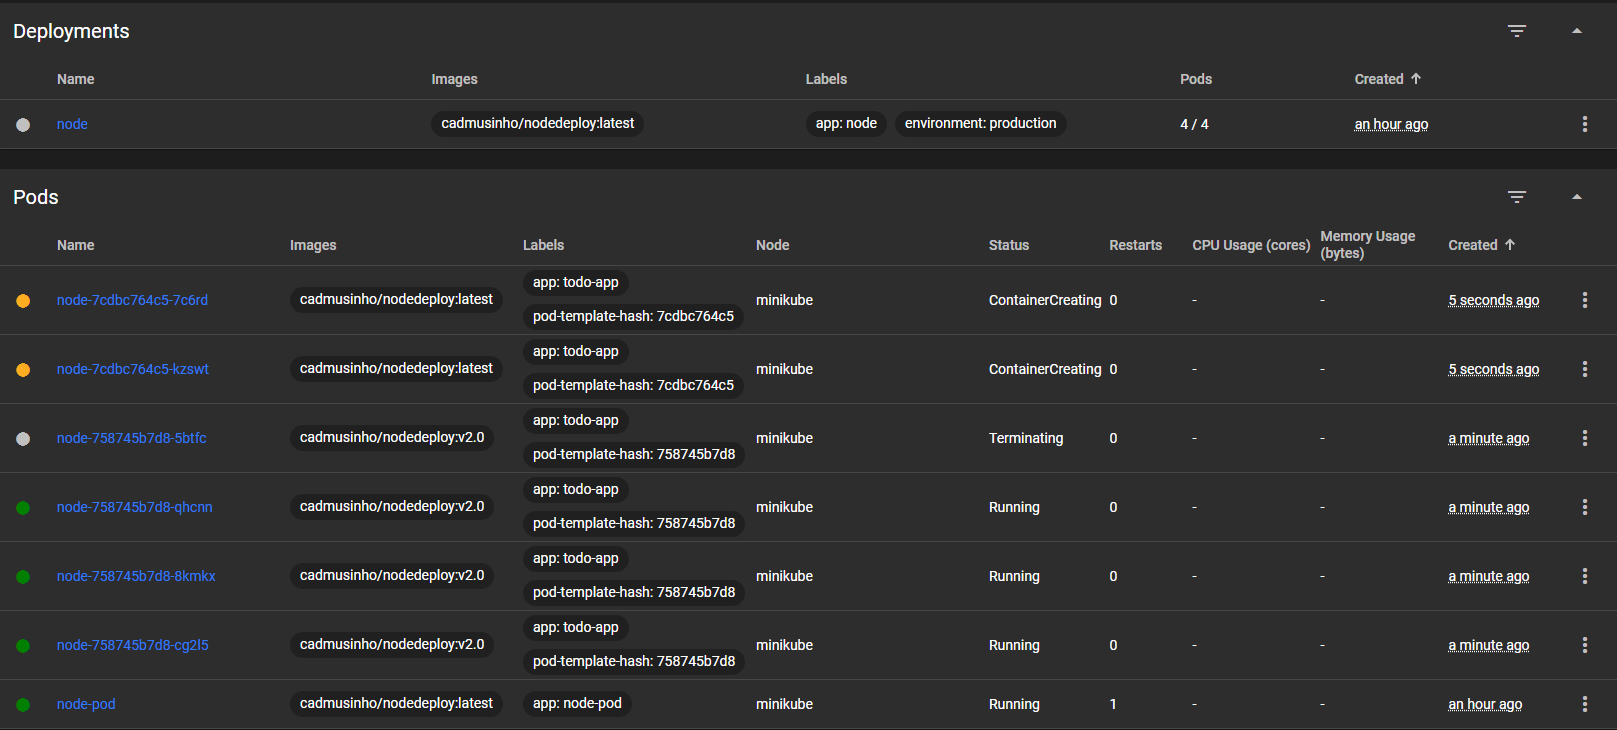 Deployments
Name Images Labels Pods Created
node cadmusinho/nodedeploy:latest app: node environment: production 4 / 4 an hour ago
Pods
Name Images Labels Node Status Restarts CPU Usage (cores) Memory Usage (bytes) Created
node-7cdbc764c5-7c6rd cadmusinho/nodedeploy:latest app: todo-app pod-template-hash: 7cdbc764c5 minikube ContainerCreating 0 - - 5 seconds ago
node-7cdbc764c5-kzswt cadmusinho/nodedeploy:latest app: todo-app pod-template-hash: 7cdbc764c5 minikube ContainerCreating 0 - - 5 seconds ago
node-758745b7d8-5btfc cadmusinho/nodedeploy:v2.0 app: todo-app pod-template-hash: 758745b7d8 minikube Terminating 0 - - a minute ago
node-758745b7d8-qhcnn cadmusinho/nodedeploy:v2.0 app: todo-app pod-template-hash: 758745b7d8 minikube Running 0 - - a minute ago
node-758745b7d8-8kmkx cadmusinho/nodedeploy:v2.0 app: todo-app pod-template-hash: 758745b7d8 minikube Running 0 - - a minute ago
node-758745b7d8-cg2l5 cadmusinho/nodedeploy:v2.0 app: todo-app pod-template-hash: 758745b7d8 minikube Running 0 - - a minute ago
node-pod cadmusinho/nodedeploy:latest app: node-pod minikube Running 1 - - an hour ago